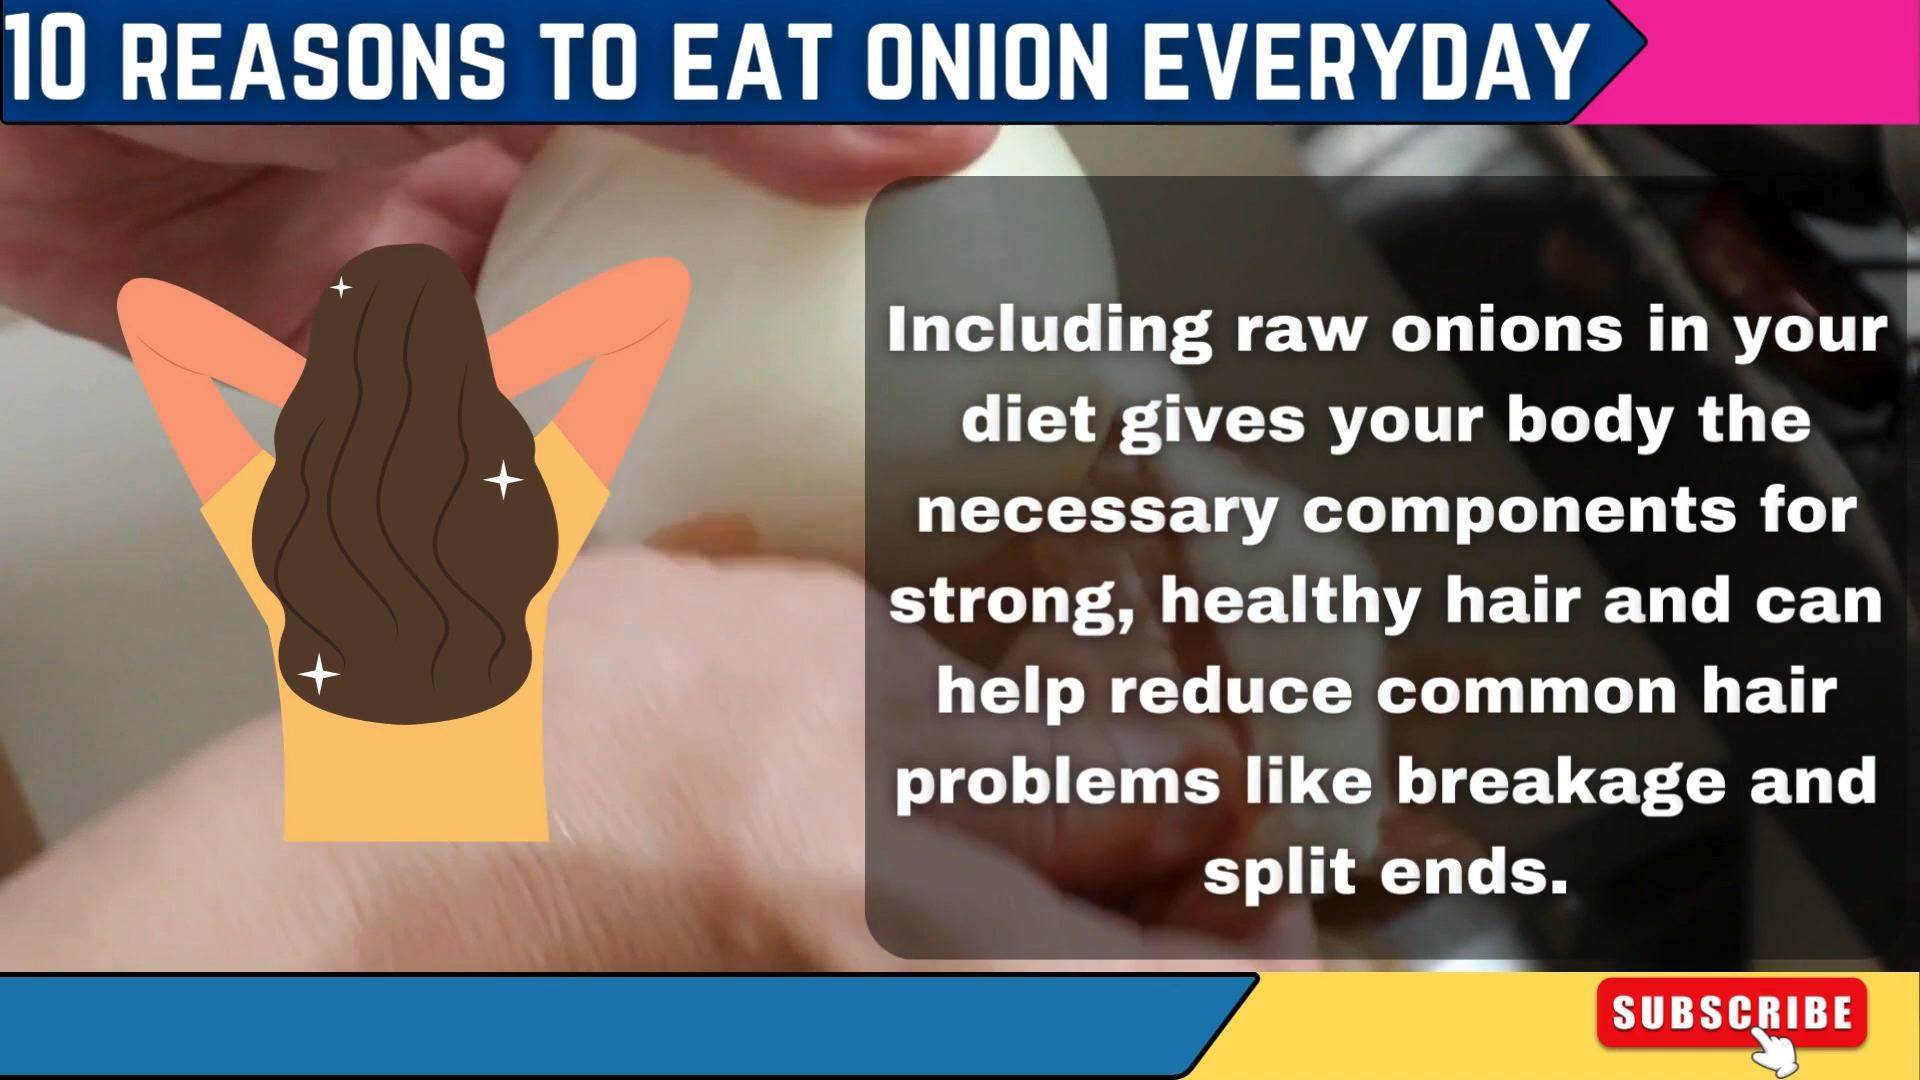 10 REASONS TO EAT ONION EVERYDAY
Including raw onions in your
diet gives your body the
necessary components for
strong, healthy hair and can
help reduce common hair
problems like breakage and
split ends.
SUBSCRIBE